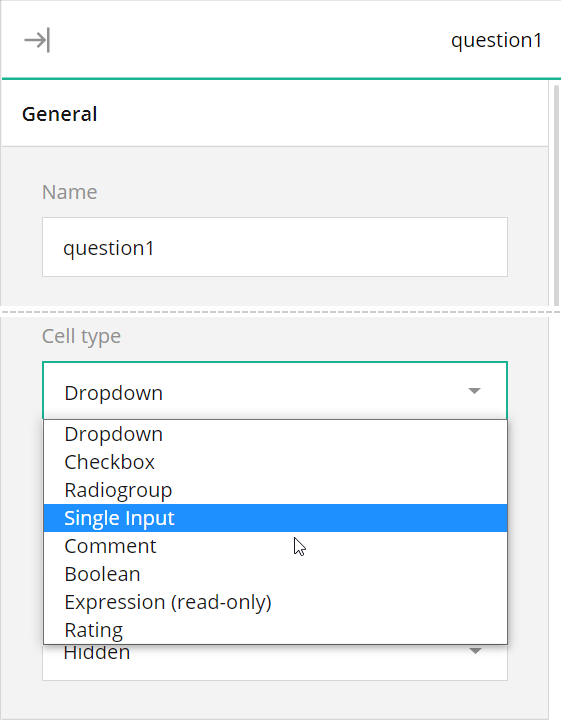 question1
General
Name
question1
Cell type
Dropdown
Dropdown
Checkbox
Radiogroup
Single Input
Comment
Boolean
Expression (read-only)
Rating
Hidden